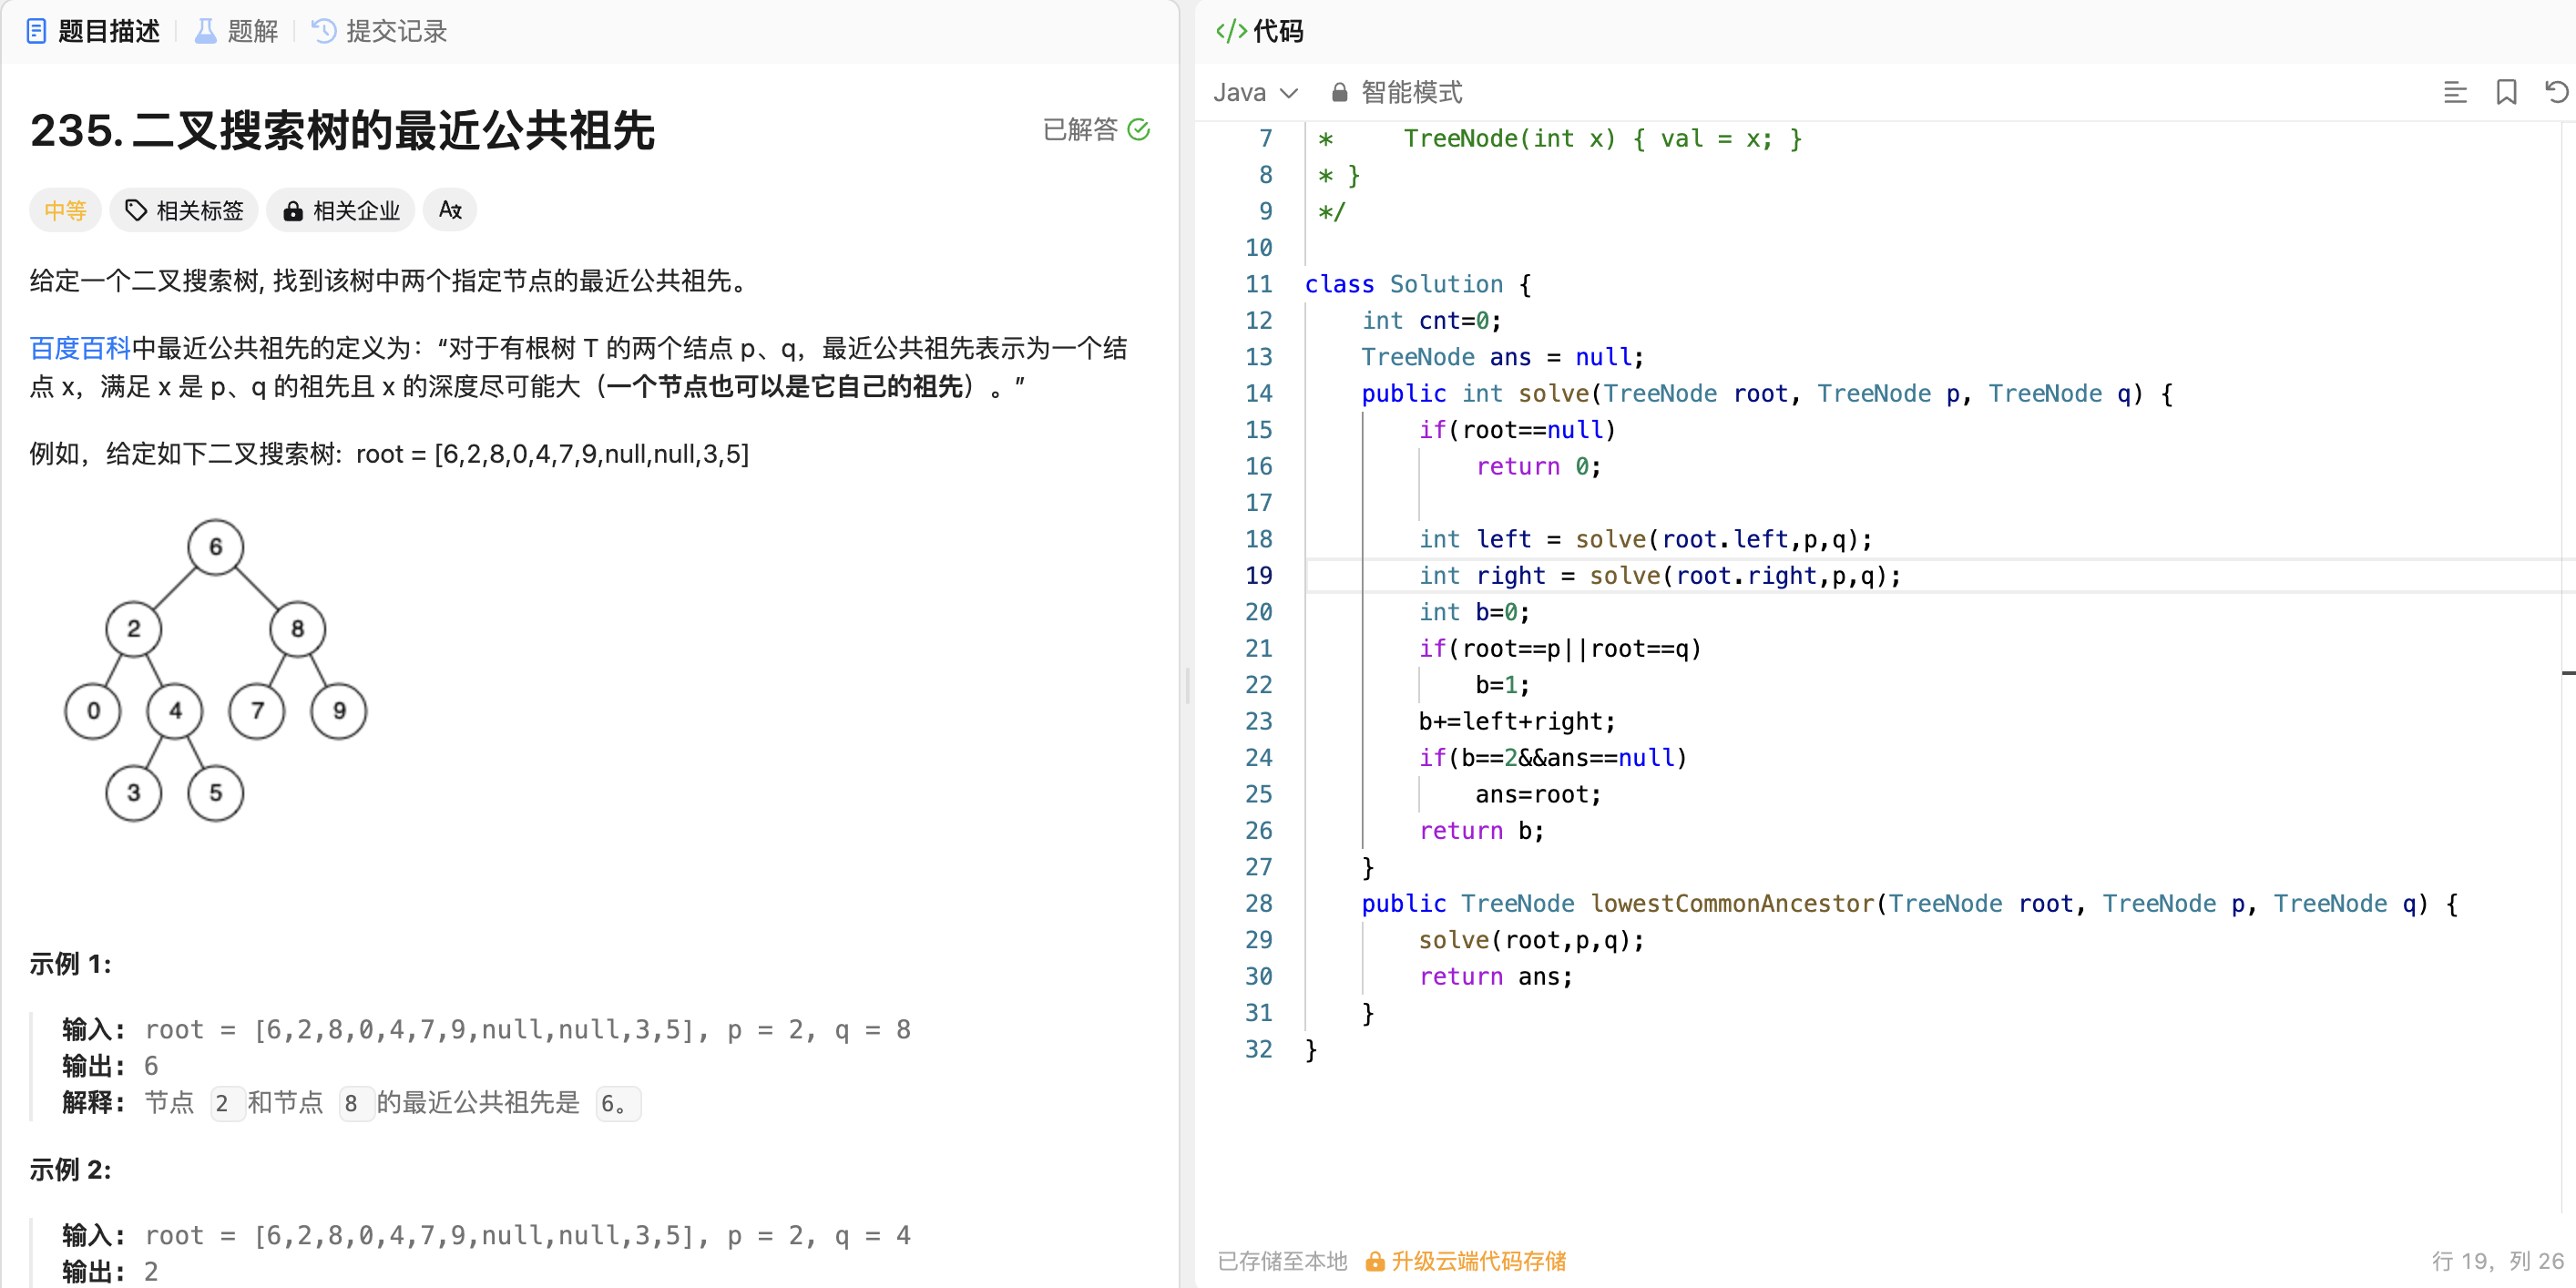 题目描述 题解 提交记录
235. 二叉搜索树的最近公共祖先
已解答
中等 相关标签 相关企业 Aあ
给定一个二叉搜索树, 找到该树中两个指定节点的最近公共祖先。
百度百科中最近公共祖先的定义为：“对于有根树 T 的两个结点 p、q，最近公共祖先表示为一个结
点 x，满足 x 是 p、q 的祖先且 x 的深度尽可能大（一个节点也可以是它自己的祖先）。”
例如，给定如下二叉搜索树: root = [6,2,8,0,4,7,9,null,null,3,5]
6
2 8
0 4 7 9
3 5
示例 1:
输入: root = [6,2,8,0,4,7,9,null,null,3,5], p = 2, q = 8
输出: 6
解释: 节点 2 和节点 8 的最近公共祖先是 6。
示例 2:
输入: root = [6,2,8,0,4,7,9,null,null,3,5], p = 2, q = 4
输出: 2
</> 代码
Java 智能模式
7 *     TreeNode(int x) { val = x; }
8 * }
9 */
10
11 class Solution {
12     int cnt=0;
13     TreeNode ans = null;
14     public int solve(TreeNode root, TreeNode p, TreeNode q) {
15         if(root==null)
16             return 0;
17
18         int left = solve(root.left,p,q);
19         int right = solve(root.right,p,q);
20         int b=0;
21         if(root==p||root==q)
22             b=1;
23         b+=left+right;
24         if(b==2&&ans==null)
25             ans=root;
26         return b;
27     }
28     public TreeNode lowestCommonAncestor(TreeNode root, TreeNode p, TreeNode q) {
29         solve(root,p,q);
30         return ans;
31     }
32 }
已存储至本地 升级云端代码存储
行 19，列 26